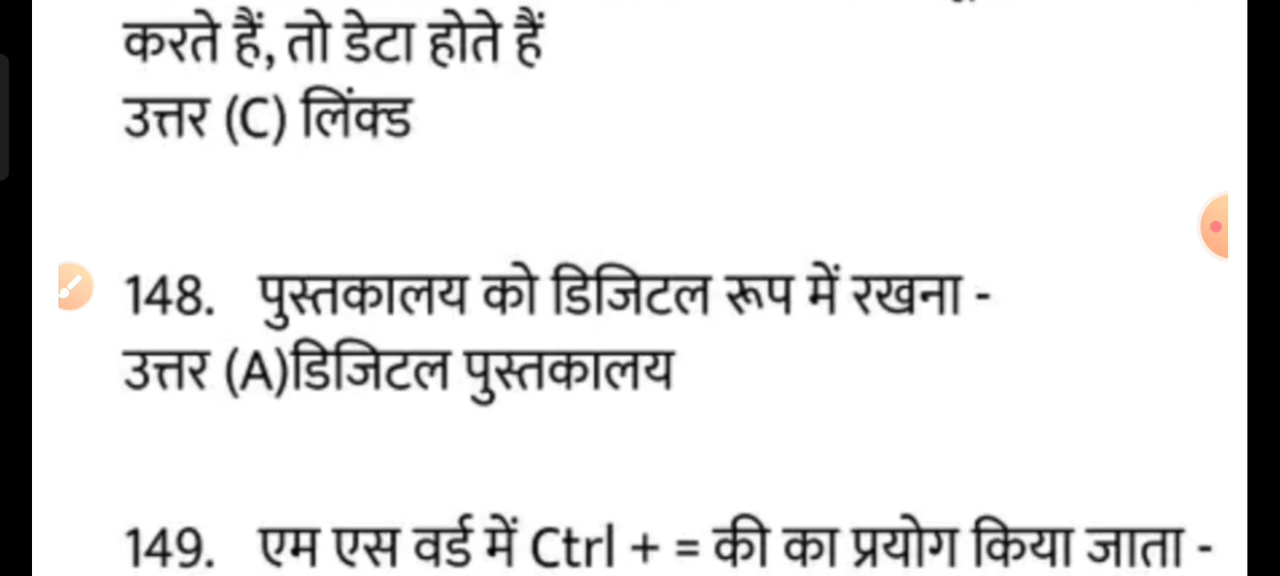 करते हैं, तो डेटा होते हैं
उत्तर (C) लिंक्ड
148. पुस्तकालय को डिजिटल रूप में रखना -
उत्तर (A)डिजिटल पुस्तकालय
149. एम एस वर्ड में Ctrl + = की का प्रयोग किया जाता -